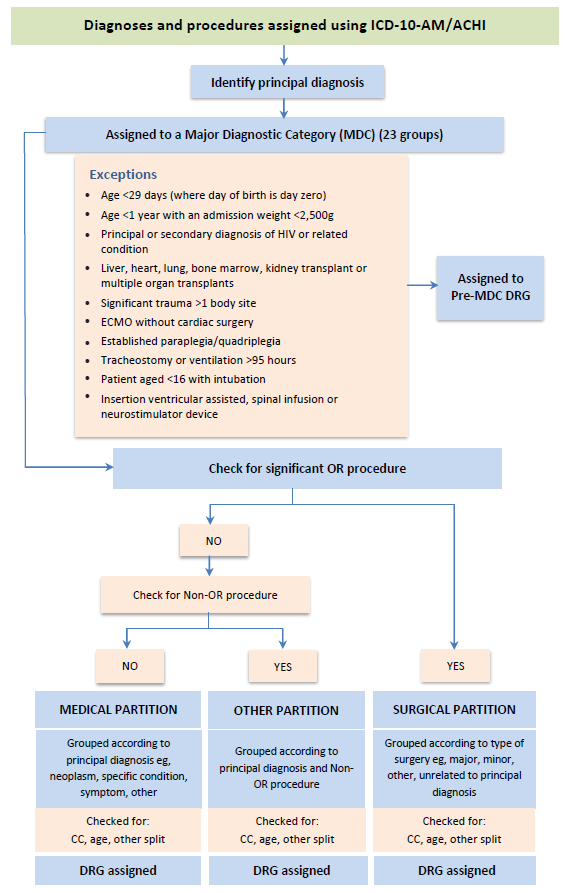 Diagnoses and procedures assigned using ICD-10-AM/ACHI
Identify principal diagnosis
Assigned to a Major Diagnostic Category (MDC) (23 groups)
Exceptions
• Age <29 days (where day of birth is day zero)
• Age <1 year with an admission weight <2,500g
• Principal or secondary diagnosis of HIV or related
condition
• Liver, heart, lung, bone marrow, kidney transplant or
multiple organ transplants
• Significant trauma >1 body site
• ECMO without cardiac surgery
• Established paraplegia/quadriplegia
• Tracheostomy or ventilation >95 hours
• Patient aged <16 with intubation
• Insertion ventricular assisted, spinal infusion or
neurostimulator device
Assigned to
Pre-MDC DRG
Check for significant OR procedure
NO
Check for Non-OR procedure
NO
YES
YES
MEDICAL PARTITION
Grouped according to
principal diagnosis eg,
neoplasm, specific condition,
symptom, other
Checked for:
CC, age, other split
DRG assigned
OTHER PARTITION
Grouped according to
principal diagnosis and Non-
OR procedure
Checked for:
CC, age, other split
DRG assigned
SURGICAL PARTITION
Grouped according to type of
surgery eg, major, minor,
other, unrelated to principal
diagnosis
Checked for:
CC, age, other split
DRG assigned